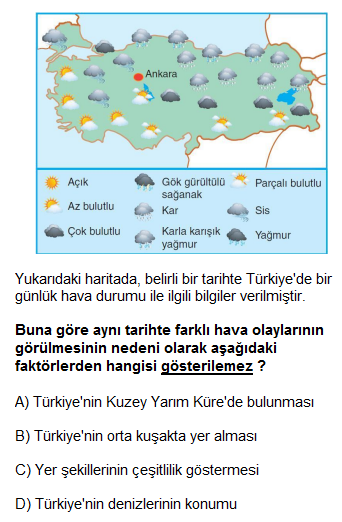 Ankara
Açık
Gök gürültülü
sağanak
Parçalı bulutlu
Az bulutlu
Kar
Sis
Çok bulutlu
Karla karışık
yağmur
Yağmur
Yukarıdaki haritada, belirli bir tarihte Türkiye'de bir
günlük hava durumu ile ilgili bilgiler verilmiştir.
Buna göre aynı tarihte farklı hava olaylarının
görülmesinin nedeni olarak aşağıdaki
faktörlerden hangisi gösterilemez ?
A) Türkiye'nin Kuzey Yarım Küre'de bulunması
B) Türkiye'nin orta kuşakta yer alması
C) Yer şekillerinin çeşitlilik göstermesi
D) Türkiye'nin denizlerinin konumu